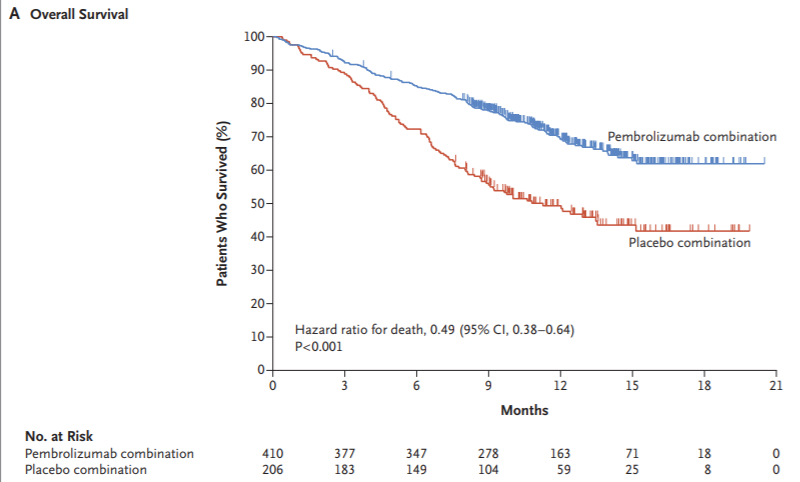 A Overall Survival
100
90
80
70
60
50
40
30
20
10
0
Patients Who Survived (%)
Pembrolizumab combination
Placebo combination
Hazard ratio for death, 0.49 (95% CI, 0.38–0.64)
P<0.001
0 3 6 9 12 15 18 21
Months
No. at Risk
Pembrolizumab combination 410 377 347 278 163 71 18 0
Placebo combination 206 183 149 104 59 25 8 0